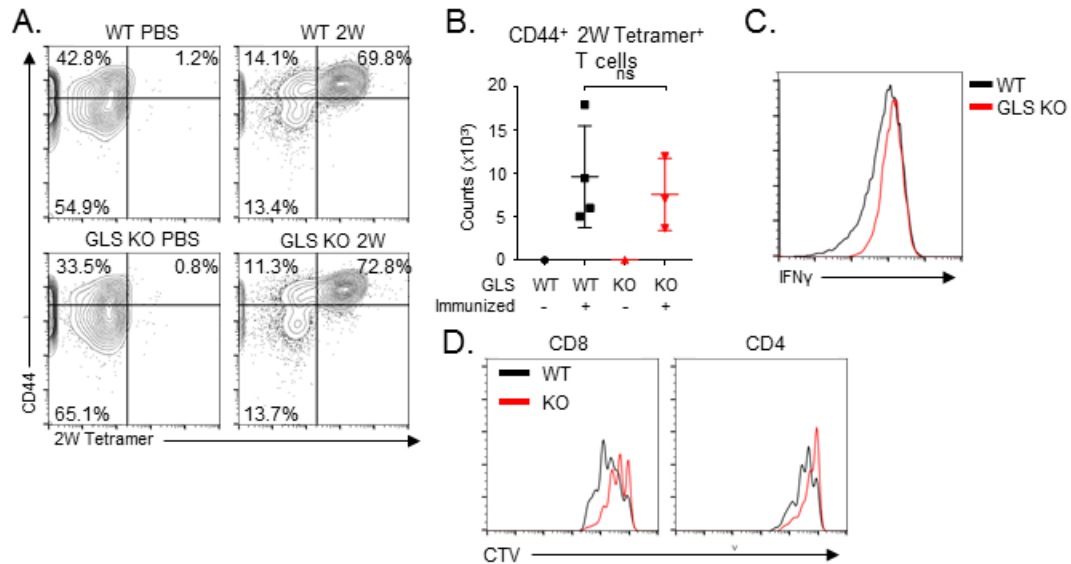 A.
WT PBS
42.8%
1.2%
54.9%
WT 2W
14.1%
69.8%
13.4%
GLS KO PBS
33.5%
0.8%
65.1%
GLS KO 2W
11.3%
72.8%
13.7%
CD44
2W Tetramer
B.
CD44⁺ 2W Tetramer⁺
T cells
ns
Counts (x10³)
20
15
10
5
0
GLS WT WT KO KO
Immunized - + - +
C.
WT
GLS KO
IFNγ
D.
CD8
WT
KO
CD4
CTV
v